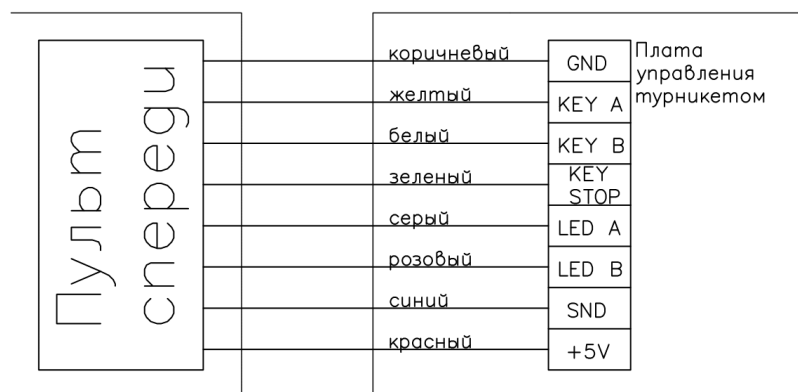 Пульт
спереди
коричневый
желтый
белый
зеленый
серый
розовый
синий
красный
GND
KEY A
KEY B
KEY
STOP
LED A
LED B
SND
+5V
Плата
управления
турникетом